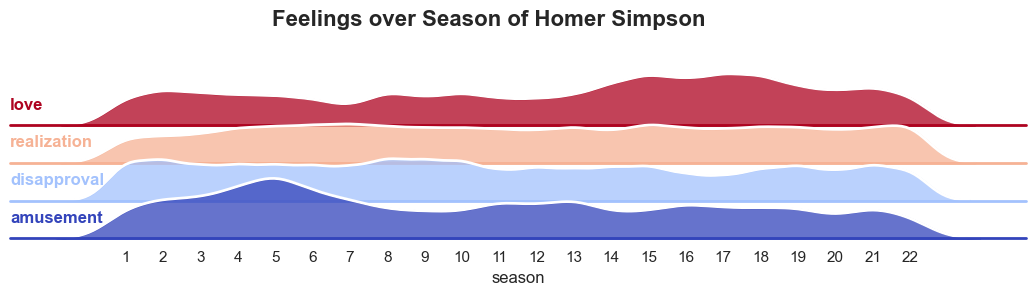 Feelings over Season of Homer Simpson
love
realization
disapproval
amusement
1 2 3 4 5 6 7 8 9 10 11 12 13 14 15 16 17 18 19 20 21 22
season